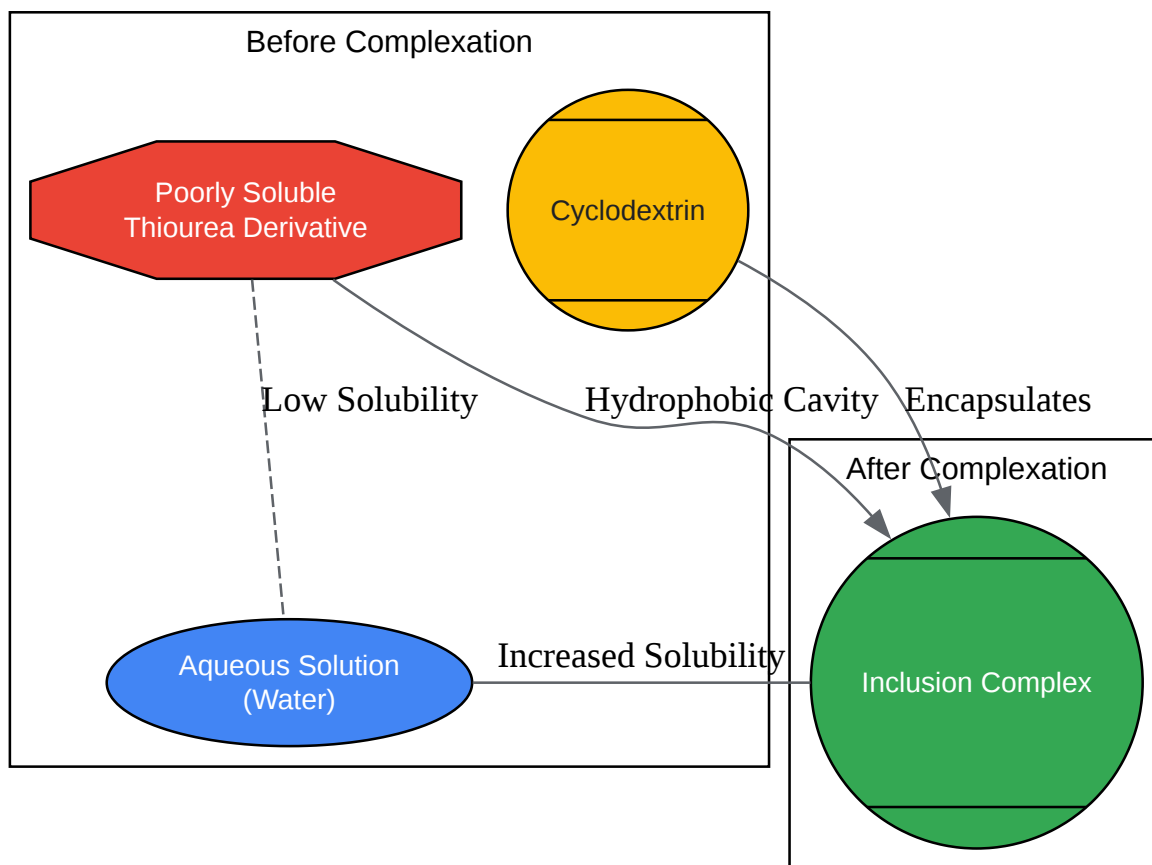 Before Complexation
Poorly Soluble
Thiourea Derivative
Cyclodextrin
Low Solubility
Hydrophobic Cavity
Encapsulates
After Complexation
Aqueous Solution
(Water)
Increased Solubility
Inclusion Complex